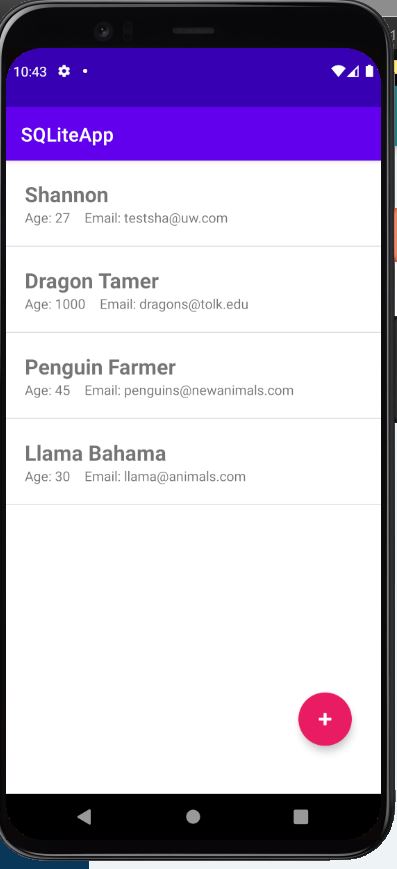 10:43
SQLiteApp
Shannon
Age: 27 Email: testsha@uw.com
Dragon Tamer
Age: 1000 Email: dragons@tolk.edu
Penguin Farmer
Age: 45 Email: penguins@newanimals.com
Llama Bahama
Age: 30 Email: llama@animals.com
+